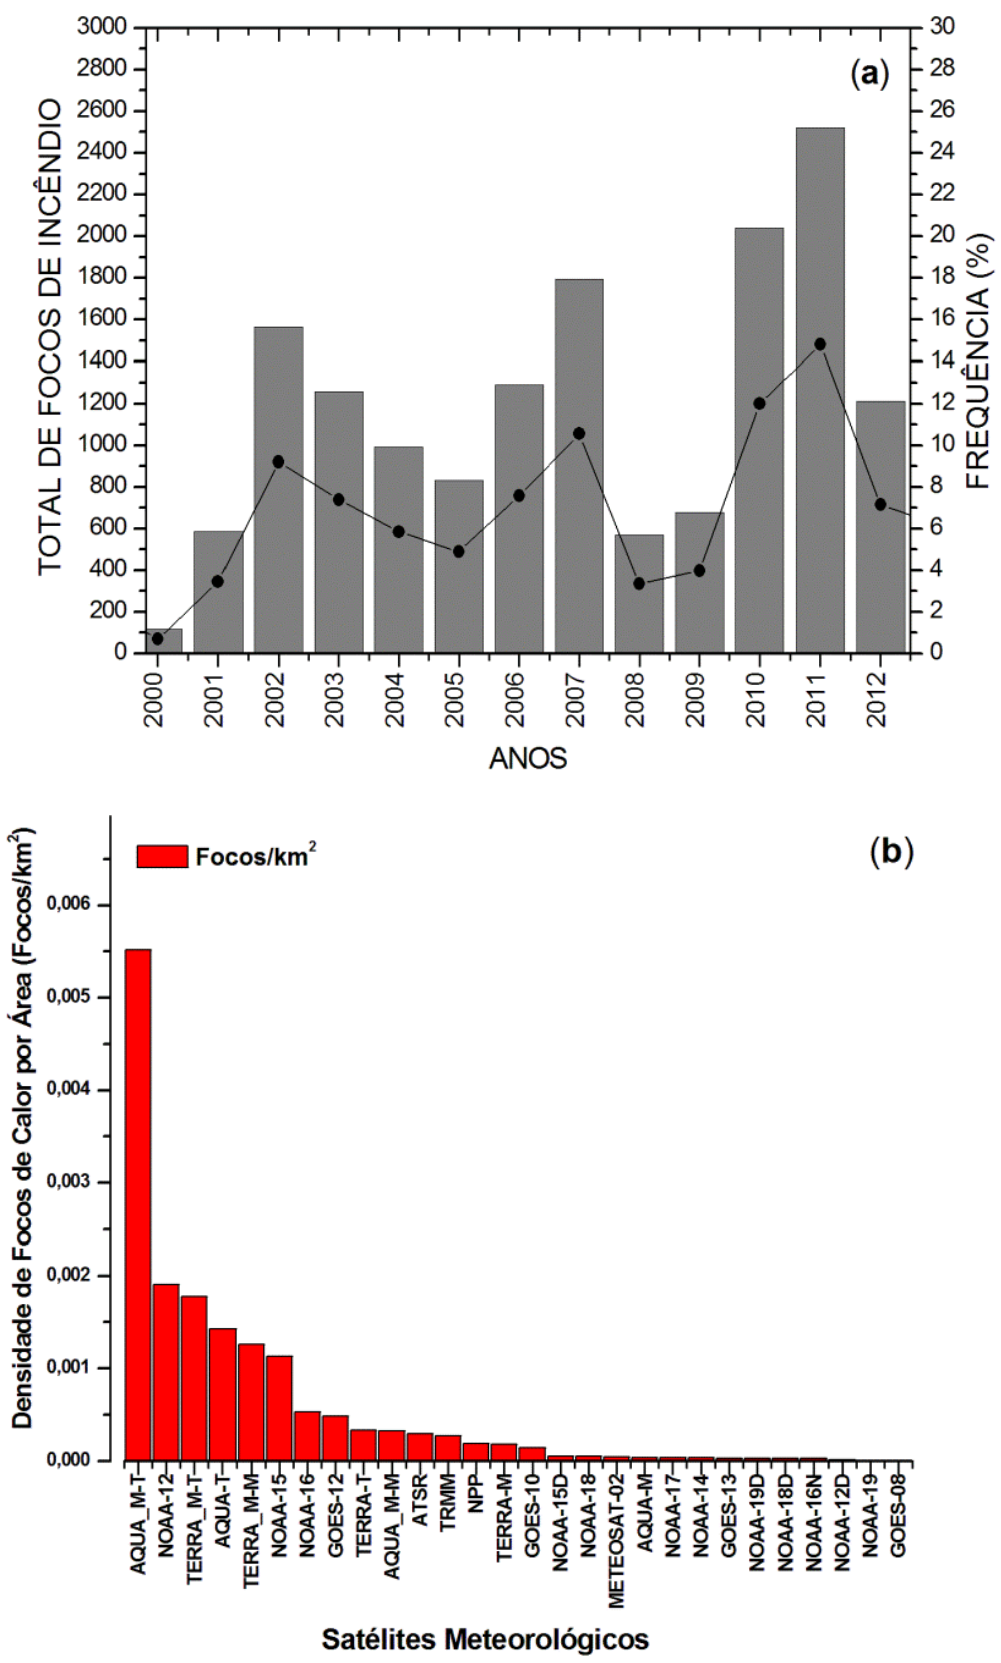 (a)
TOTAL DE FOCOS DE INCÊNDIO
3000
2800
2600
2400
2200
2000
1800
1600
1400
1200
1000
800
600
400
200
0
30
28
26
24
22
20
18
16
14
12
10
8
6
4
2
0
FREQUÊNCIA (%)
2000
2001
2002
2003
2004
2005
2006
2007
2008
2009
2010
2011
2012
ANOS
(b)
Focos/km²
Densidade de Focos de Calor por Área (Focos/km²)
0,006
0,005
0,004
0,003
0,002
0,001
0,000
AQUA_M-T
NOAA-12
TERRA_M-T
AQUA-T
TERRA_M-M
NOAA-15
NOAA-16
GOES-12
TERRA-T
AQUA_M-M
ATSR
TRMM
NPP
TERRA-M
GOES-10
NOAA-15D
NOAA-18
METEOSAT-02
AQUA-M
NOAA-17
NOAA-14
GOES-13
NOAA-19D
NOAA-18D
NOAA-16N
NOAA-12D
NOAA-19
GOES-08
Satélites Meteorológicos